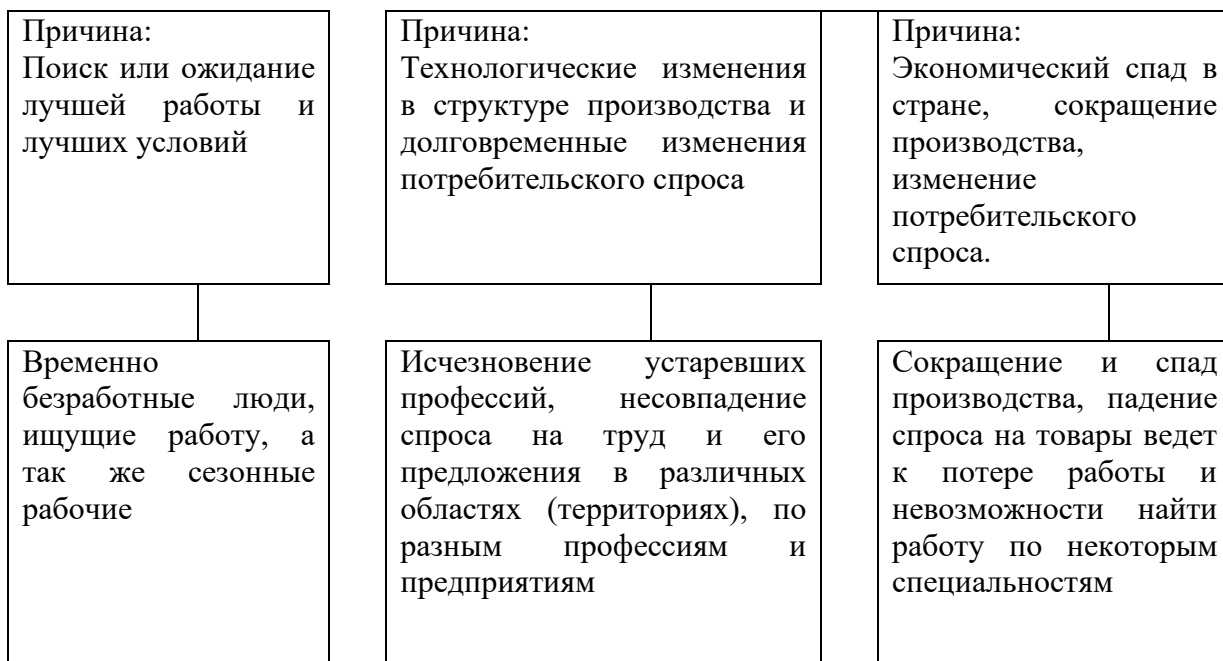 Причина:
Поиск или ожидание
лучшей работы и
лучших условий
Причина:
Технологические изменения
в структуре производства и
долговременные изменения
потребительского спроса
Причина:
Экономический спад в
стране, сокращение
производства,
изменение
потребительского
спроса.
Временно
безработные люди,
ищущие работу, а
так же сезонные
рабочие
Исчезновение устаревших
профессий, несовпадение
спроса на труд и его
предложения в различных
областях (территориях), по
разным профессиям и
предприятиям
Сокращение и спад
производства, падение
спроса на товары ведет
к потере работы и
невозможности найти
работу по некоторым
специальностям